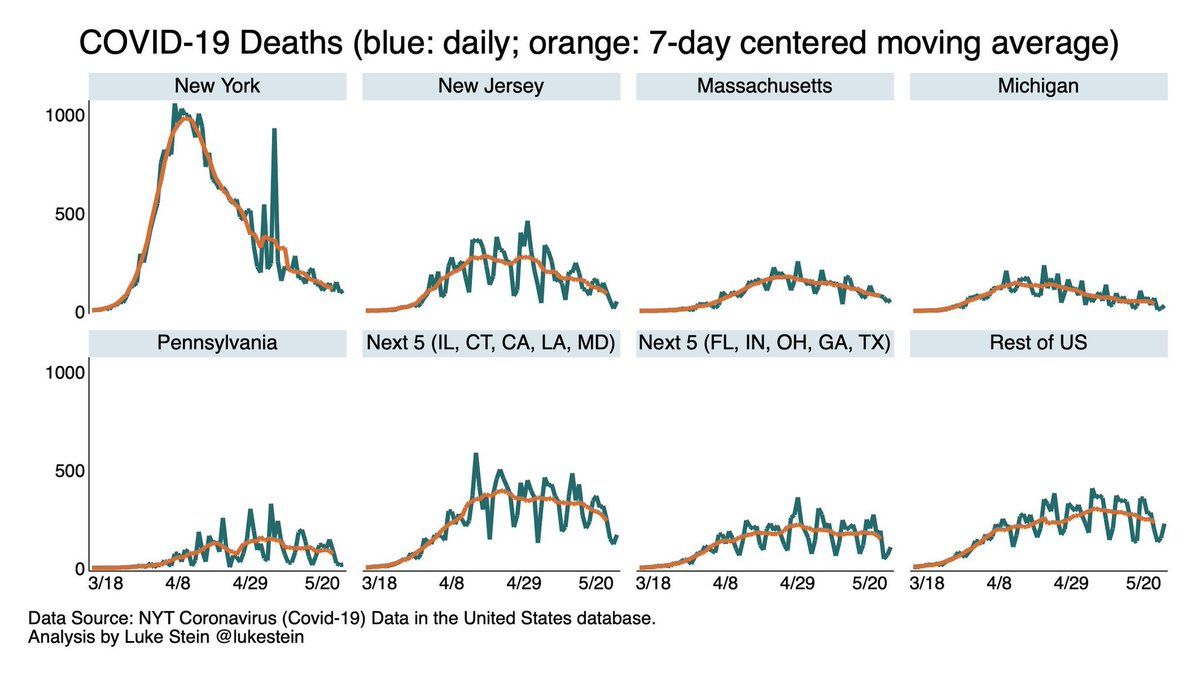 COVID-19 Deaths (blue: daily; orange: 7-day centered moving average)
New York
New Jersey
Massachusetts
Michigan
1000
500
0
Pennsylvania
Next 5 (IL, CT, CA, LA, MD)
Next 5 (FL, IN, OH, GA, TX)
Rest of US
1000
500
0
3/18 4/8 4/29 5/20
3/18 4/8 4/29 5/20
3/18 4/8 4/29 5/20
3/18 4/8 4/29 5/20
Data Source: NYT Coronavirus (Covid-19) Data in the United States database.
Analysis by Luke Stein @lukestein